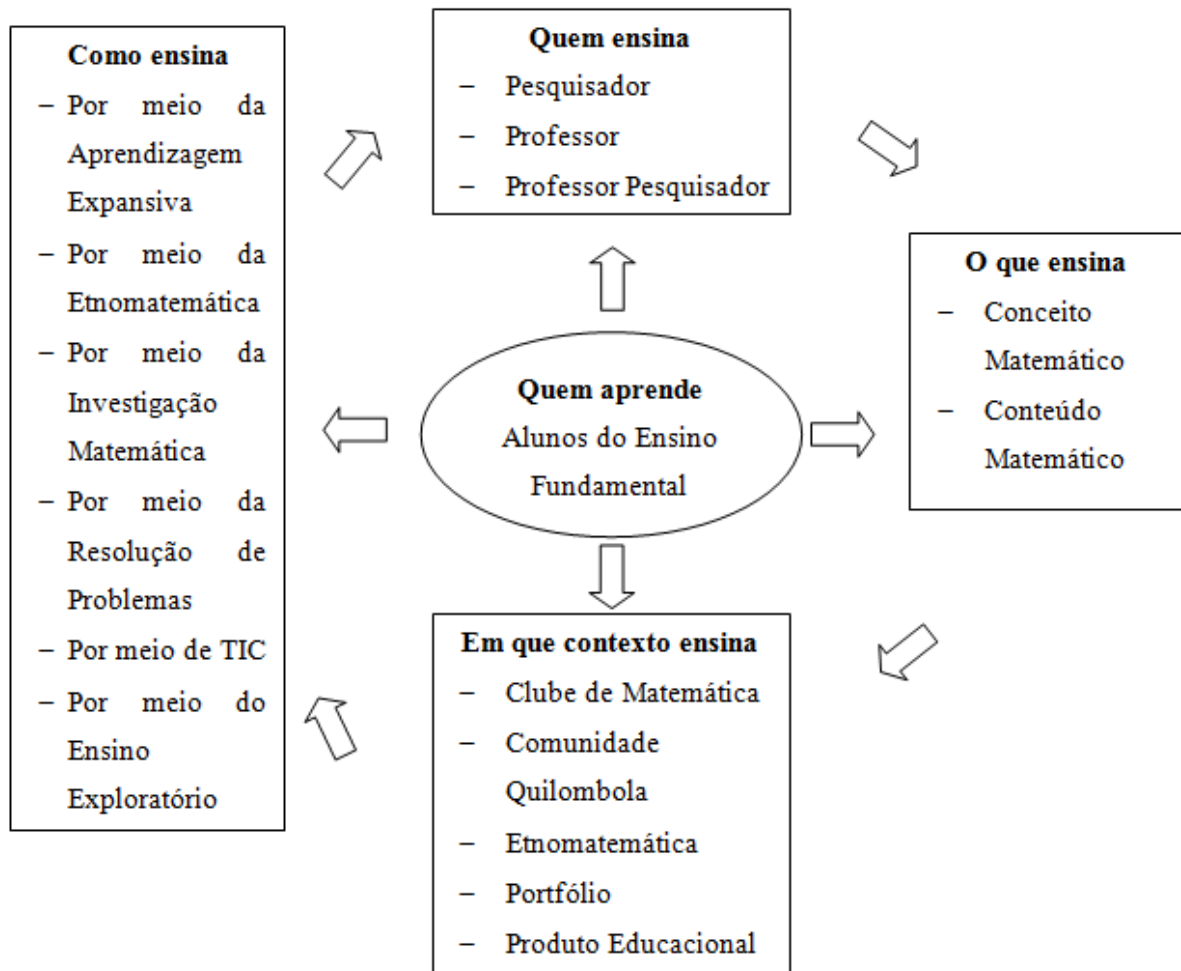 Como ensina
– Por meio da
Aprendizagem
Expansiva
– Por meio da
Etnomatemática
– Por meio da
Investigação
Matemática
– Por meio da
Resolução de
Problemas
– Por meio de TIC
– Por meio do
Ensino
Exploratório
Quem ensina
– Pesquisador
– Professor
– Professor Pesquisador
O que ensina
– Conceito
Matemático
– Conteúdo
Matemático
Quem aprende
Alunos do Ensino
Fundamental
Em que contexto ensina
– Clube de Matemática
– Comunidade
Quilombola
– Etnomatemática
– Portfólio
– Produto Educacional